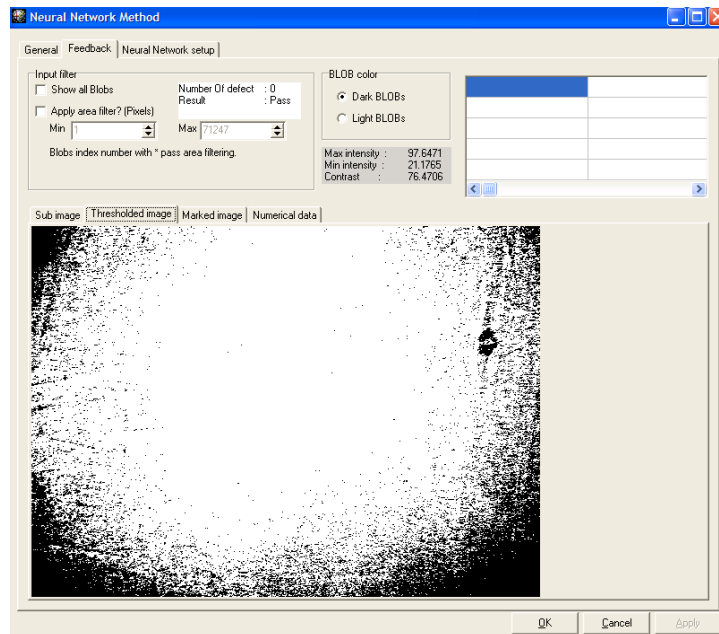 Neural Network Method
General Feedback Neural Network setup
Input filter
Show all Blobs
Number Of defect : 0
Result : Pass
Apply area filter? (Pixels)
Min 1 Max 71247
Blobs index number with * pass area filtering.
BLOB color
Dark BLOBs
Light BLOBs
Max intensity : 97.6471
Min intensity : 21.1765
Contrast : 76.4706
Sub image Thresholded image Marked image Numerical data
OK Cancel Apply